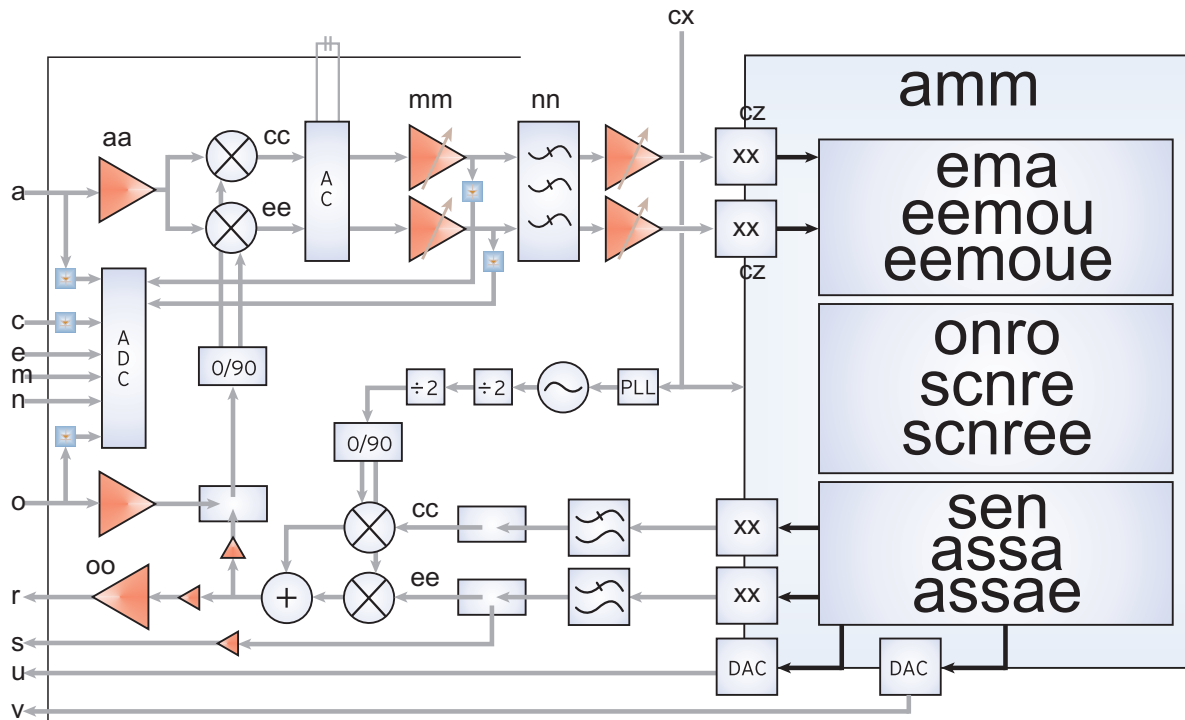 cx
amm
mm
nn
cz
aa
cc
xx
A
C
ema
a
ee
xx
eemou
eemoue
cz
c
A
D
C
onro
e
0/90
m
÷2
÷2
PLL
scnre
n
0/90
scnree
o
cc
xx
sen
assa
oo
ee
assae
r
+
xx
s
u
DAC
DAC
v